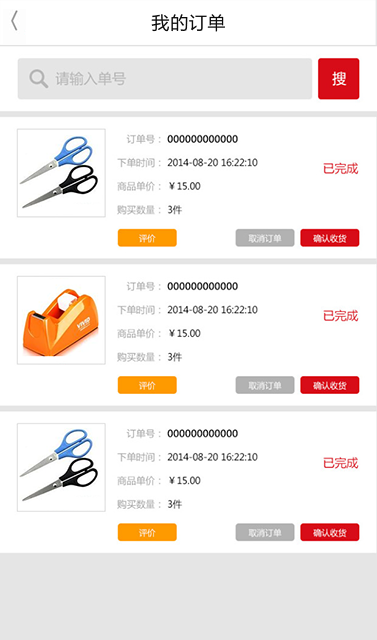 我的订单
请输入单号
搜
订单号： 000000000000
下单时间： 2014-08-20 16:22:10
已完成
商品单价： ￥15.00
购买数量： 3件
评价 取消订单 确认收货
订单号： 000000000000
下单时间： 2014-08-20 16:22:10
已完成
商品单价： ￥15.00
购买数量： 3件
评价 取消订单 确认收货
订单号： 000000000000
下单时间： 2014-08-20 16:22:10
已完成
商品单价： ￥15.00
购买数量： 3件
评价 取消订单 确认收货